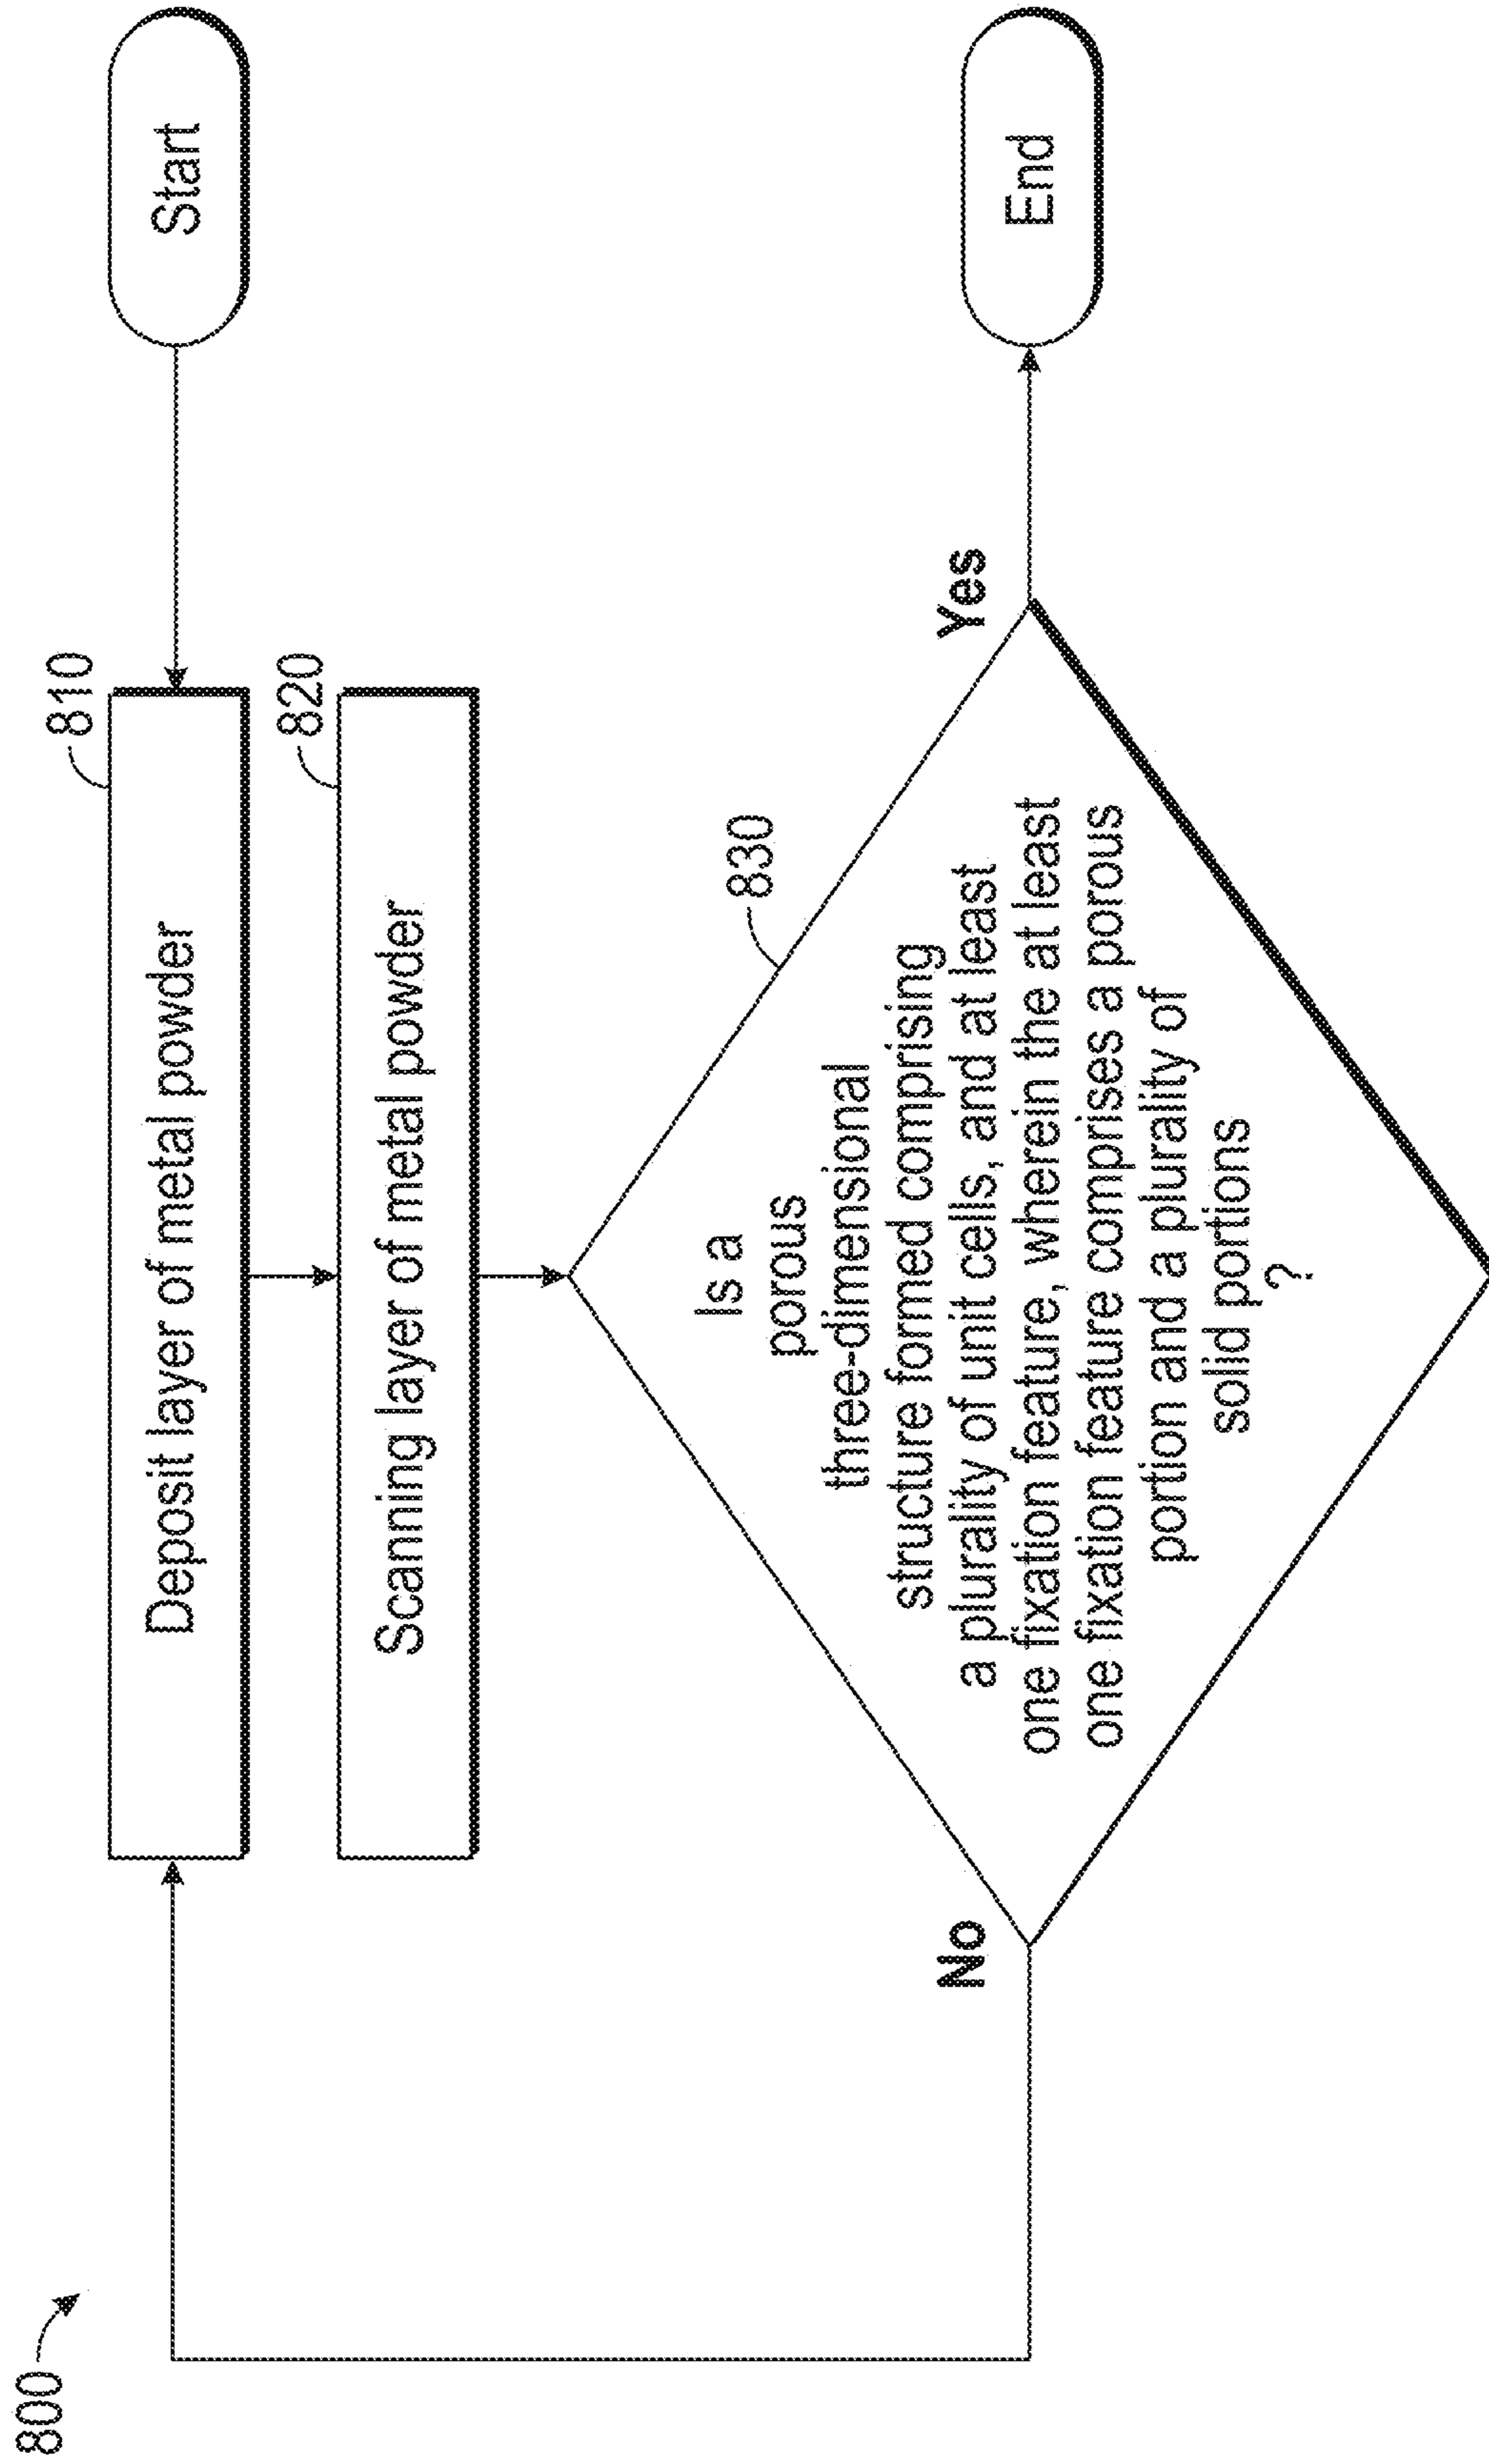 800
Start
810
Deposit layer of metal powder
820
Scanning layer of metal powder
830
Is a
porous
three-dimensional
structure formed comprising
a plurality of unit cells, and at least
one fixation feature, wherein the at least
one fixation feature comprises a porous
portion and a plurality of
solid portions
?
No
Yes
End